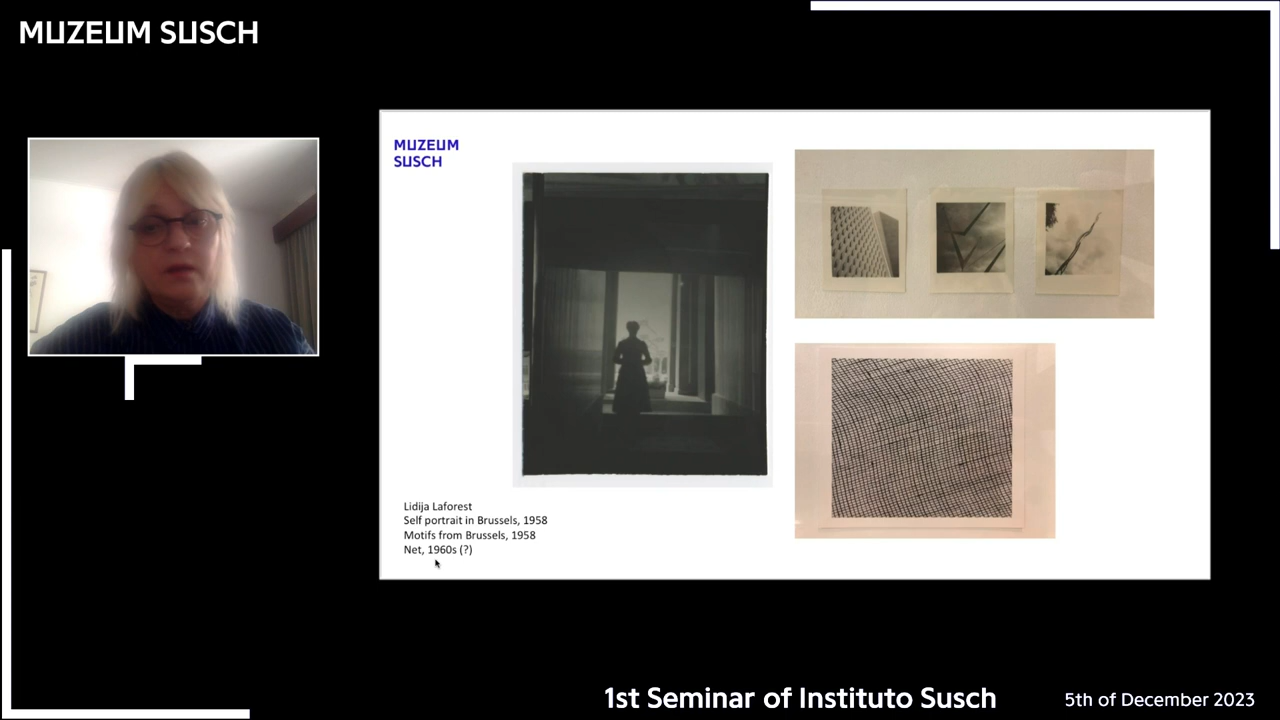 MUZEUM SUSCH
MUZEUM
SUSCH
Lidija Laforest
Self portrait in Brussels, 1958
Motifs from Brussels, 1958
Net, 1960s (?)
1st Seminar of Instituto Susch
5th of December 2023